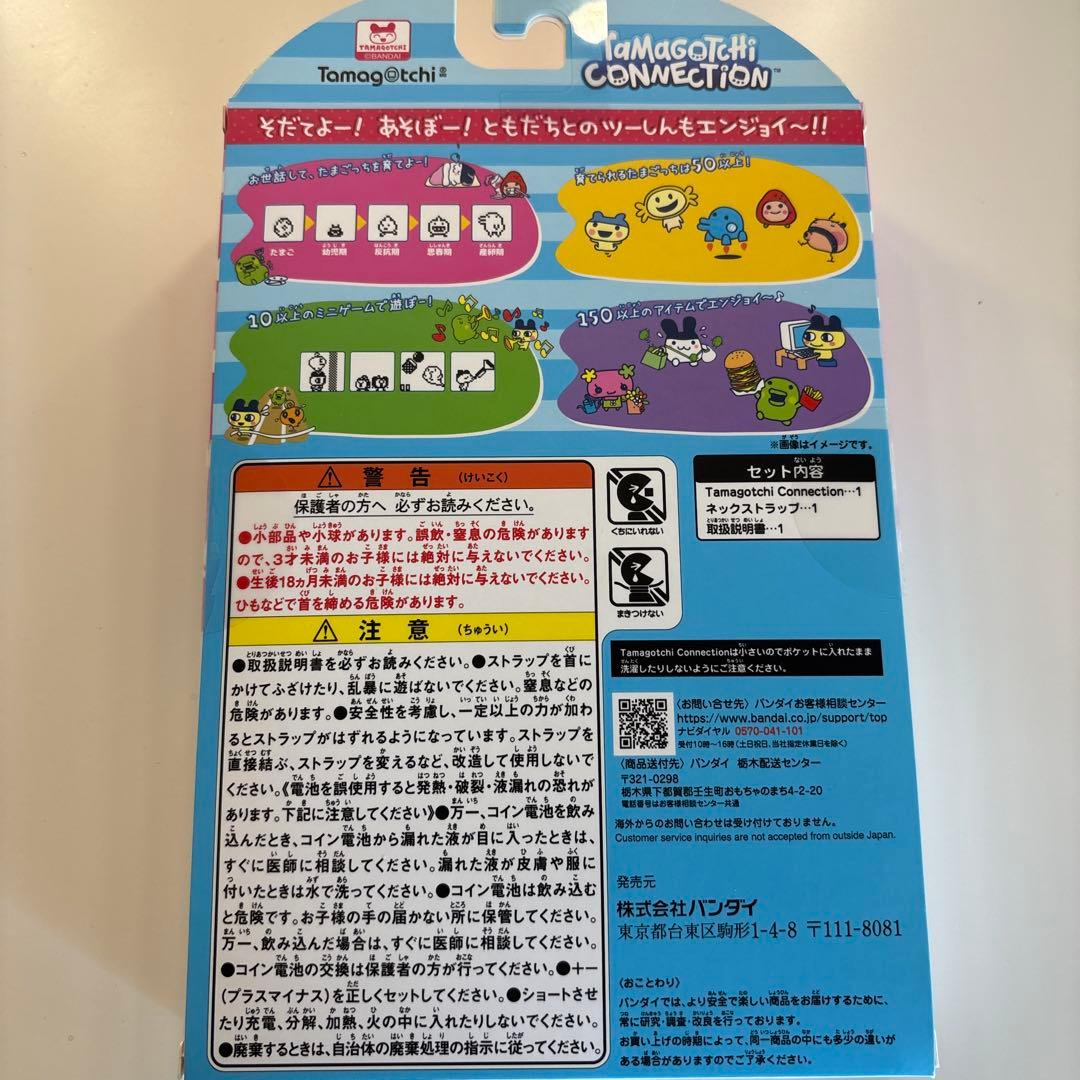 TAMAGOTCHI
©BANDAI
Tamagotchi®
TAMAGOTCHI
CONNECTION™
そだてよー! あそぼー! ともだちとのツーしんもエンジョイ〜!!
お世話して、たまごっちを育てよー!
たまご 幼児期 反抗期 思春期 産卵期
育てられるたまごっちは50以上!
10以上のミニゲームで遊ぼー!
150以上のアイテムでエンジョイ〜♪
※画像はイメージです。
⚠ 警告 (けいこく)
保護者の方へ 必ずお読みください。
●小部品や小球があります。誤飲・窒息の危険があります
ので、3才未満のお子様には絶対に与えないでください。
●生後18ヵ月未満のお子様には絶対に与えないでください。
ひもなどで首を締める危険があります。
⚠ 注意 (ちゅうい)
●取扱説明書を必ずお読みください。●ストラップを首に
かけてふざけたり、乱暴に遊ばないでください。窒息などの
危険があります。●安全性を考慮し、一定以上の力が加わ
るとストラップがはずれるようになっています。ストラップを
直接結ぶ、ストラップを変えるなど、改造して使用しないで
ください。《電池を誤使用すると発熱・破裂・液漏れの恐れが
あります。下記に注意してください》●万一、コイン電池を飲み
込んだとき、コイン電池から漏れた液が目に入ったときは、
すぐに医師に相談してください。漏れた液が皮膚や服に
付いたときは水で洗ってください。●コイン電池は飲み込む
と危険です。お子様の手の届かない所に保管してください。
万一、飲み込んだ場合は、すぐに医師に相談してください。
●コイン電池の交換は保護者の方が行ってください。●＋－
(プラスマイナス)を正しくセットしてください。●ショートさせ
たり充電、分解、加熱、火の中に入れたりしないでください。
●廃棄するときは、自治体の廃棄処理の指示に従ってください。
くちにいれない
まきつけない
セット内容
Tamagotchi Connection…1
ネックストラップ…1
取扱説明書…1
Tamagotchi Connectionは小さいのでポケットに入れたまま
洗濯したりしないようにご注意ください。
〈お問い合せ先〉バンダイお客様相談センター
https://www.bandai.co.jp/support/top
ナビダイヤル 0570-041-101
受付10時〜16時(土日祝日、当社指定休業日を除く)
〈商品送付先〉バンダイ 栃木配送センター
〒321-0298
栃木県下都賀郡壬生町おもちゃのまち4-2-20
電話番号はお客様相談センター共通
海外からのお問い合わせは受け付けておりません。
Customer service inquiries are not accepted from outside Japan.
発売元
株式会社バンダイ
東京都台東区駒形1-4-8 〒111-8081
〈おことわり〉
バンダイでは、より安全で楽しい商品をお届けするために、
常に研究・調査・改良を行っております。
お買い上げの時期によって、同一商品の中にも多少の違いが
ある場合がありますのでご了承ください。